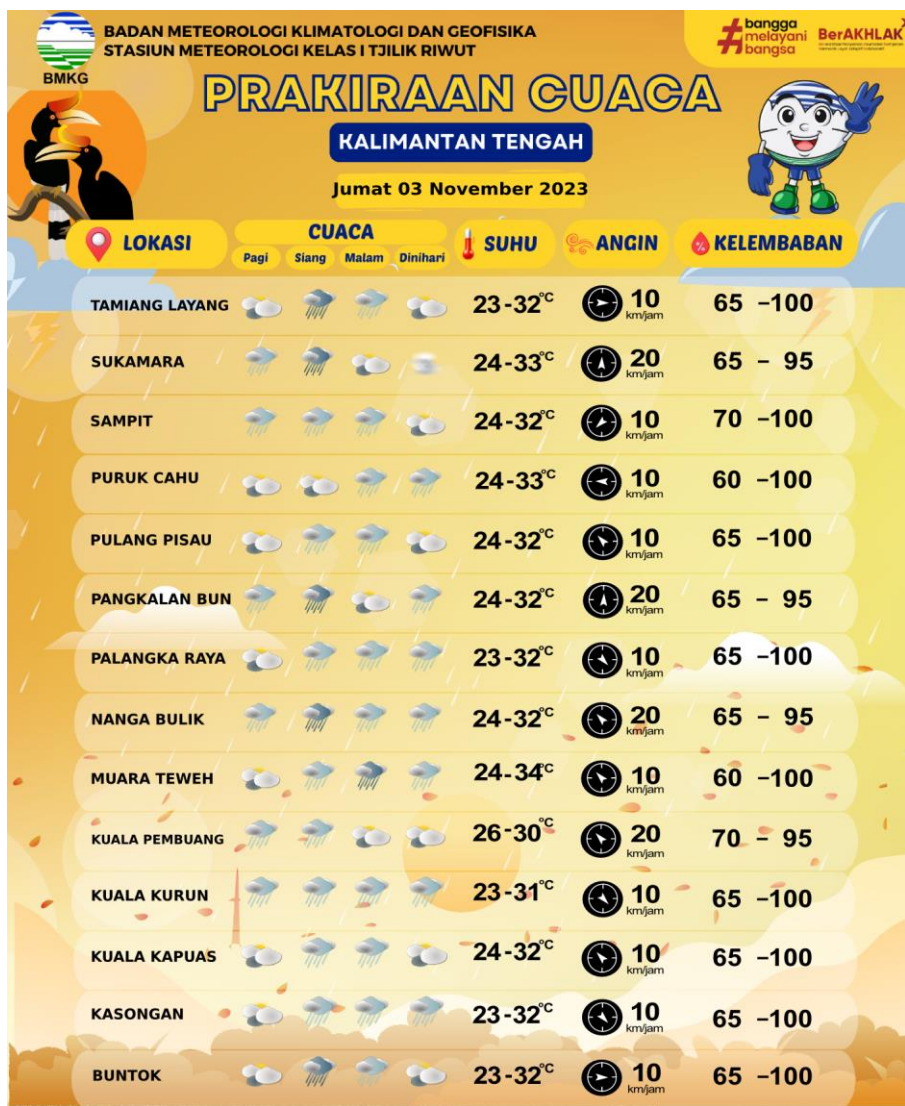 BADAN METEOROLOGI KLIMATOLOGI DAN GEOFISIKA
STASIUN METEOROLOGI KELAS I TJILIK RIWUT
BMKG
# bangga melayani bangsa
BerAKHLAK
PRAKIRAAN CUACA
KALIMANTAN TENGAH
Jumat 03 November 2023
LOKASI CUACA SUHU ANGIN % KELEMBABAN
Pagi Siang Malam Dinihari
TAMIANG LAYANG 23-32°C 10 km/jam 65 –100
SUKAMARA 24-33°C 20 km/jam 65 – 95
SAMPIT 24-32°C 10 km/jam 70 –100
PURUK CAHU 24-33°C 10 km/jam 60 –100
PULANG PISAU 24-32°C 10 km/jam 65 –100
PANGKALAN BUN 24-32°C 20 km/jam 65 – 95
PALANGKA RAYA 23-32°C 10 km/jam 65 –100
NANGA BULIK 24-32°C 20 km/jam 65 – 95
MUARA TEWEH 24-34°C 10 km/jam 60 –100
KUALA PEMBUANG 26-30°C 20 km/jam 70 – 95
KUALA KURUN 23-31°C 10 km/jam 65 –100
KUALA KAPUAS 24-32°C 10 km/jam 65 –100
KASONGAN 23-32°C 10 km/jam 65 –100
BUNTOK 23-32°C 10 km/jam 65 –100